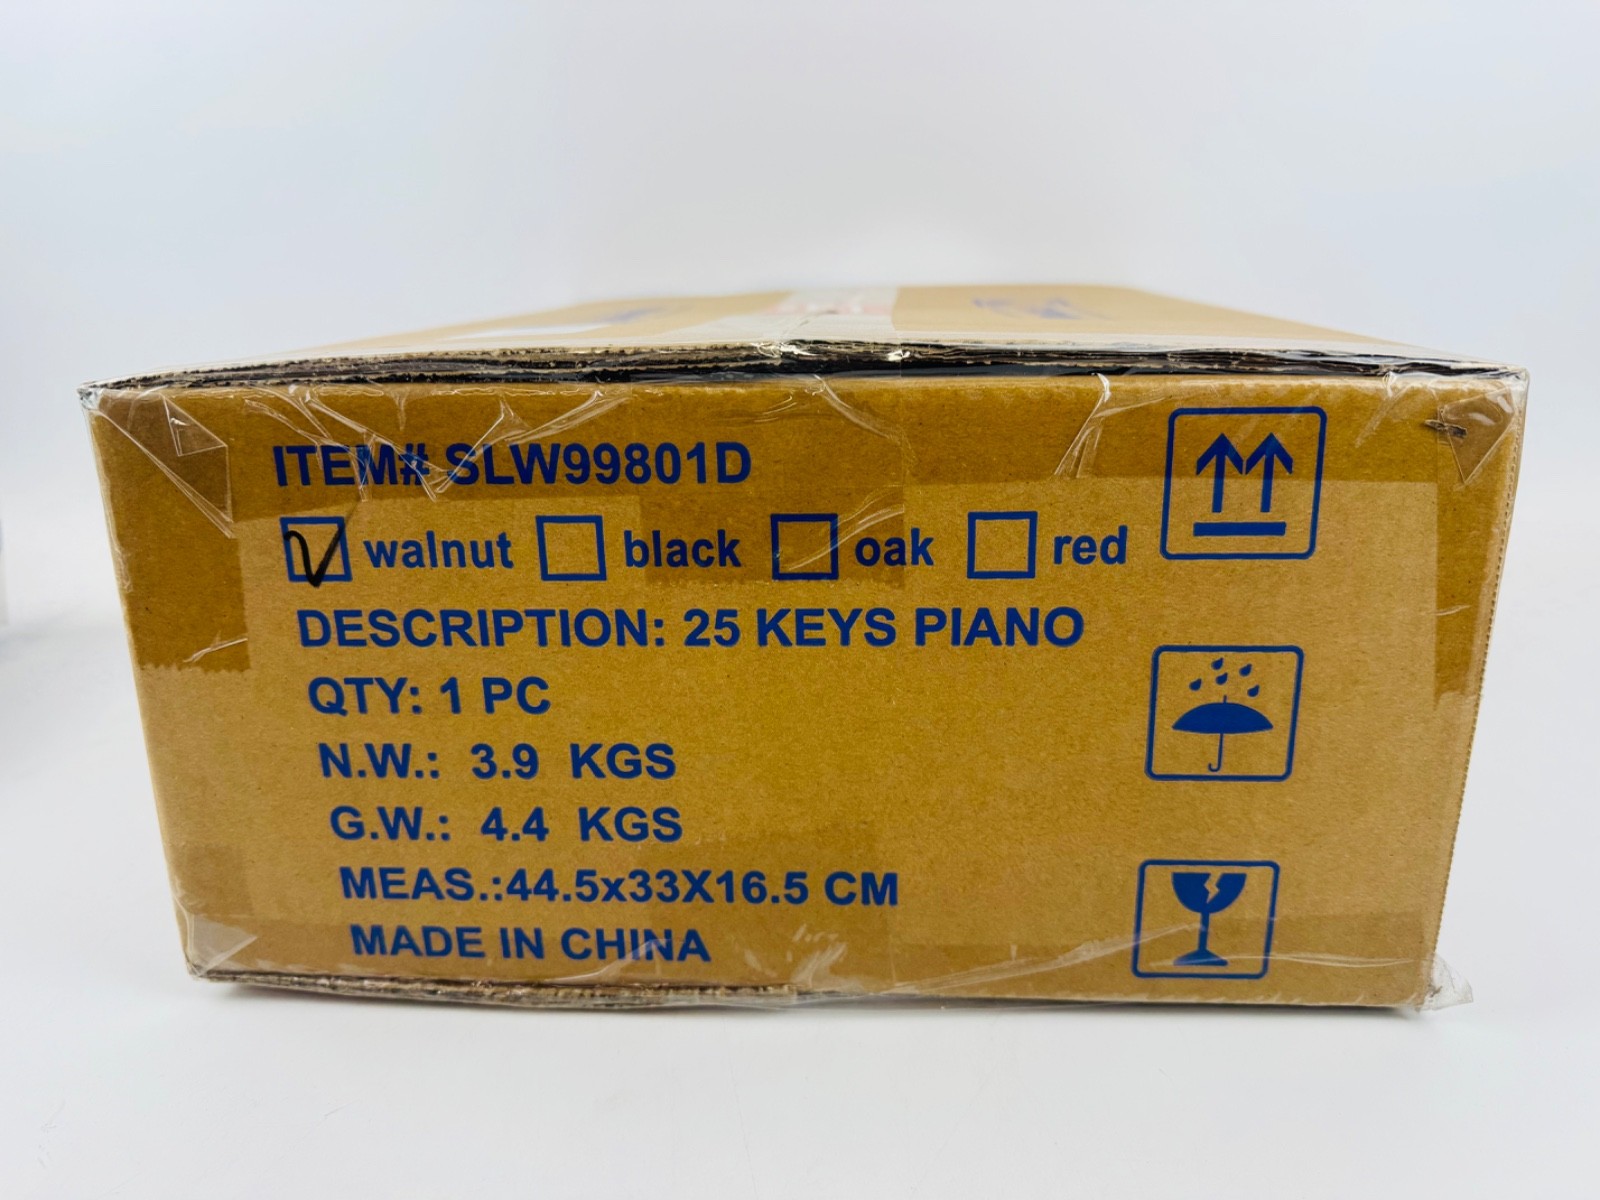 ITEM# SLW99801D
walnut black oak red
DESCRIPTION: 25 KEYS PIANO
QTY: 1 PC
N.W.: 3.9 KGS
G.W.: 4.4 KGS
MEAS.:44.5x33X16.5 CM
MADE IN CHINA